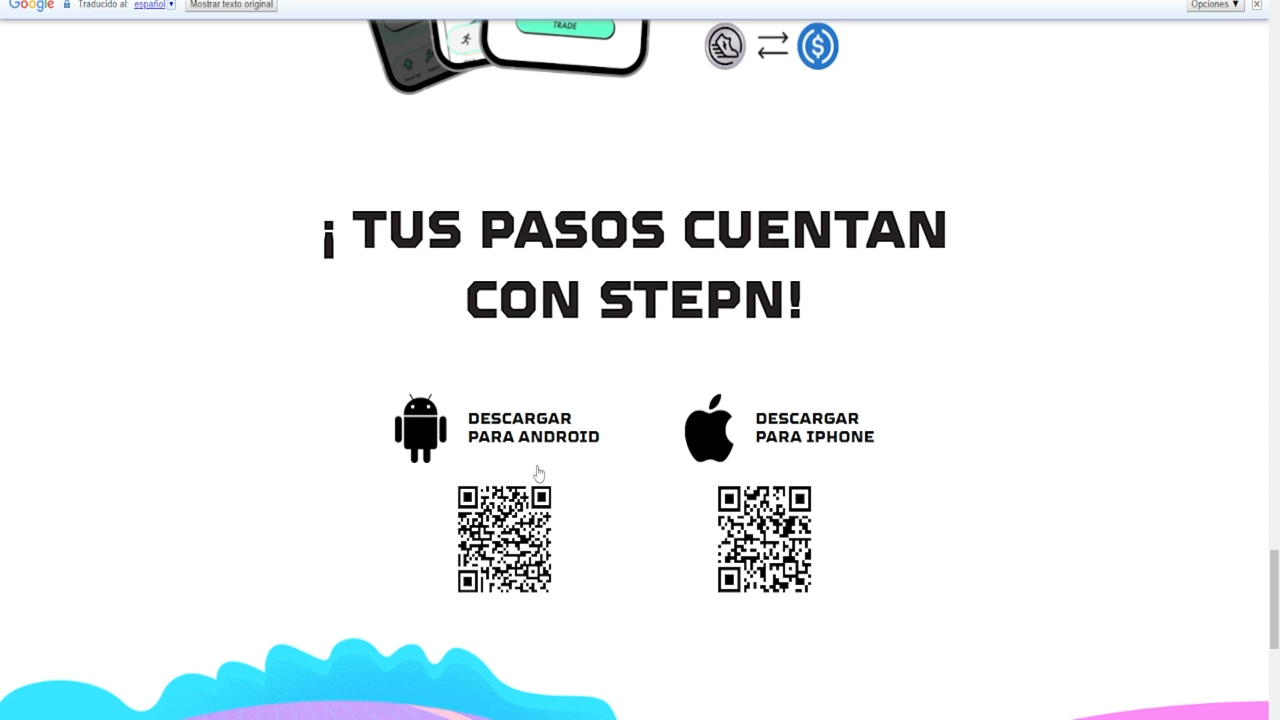 Google Traducido al: español Mostrar texto original Opciones
TRADE
¡ TUS PASOS CUENTAN
CON STEPN!
DESCARGAR
PARA ANDROID
DESCARGAR
PARA IPHONE